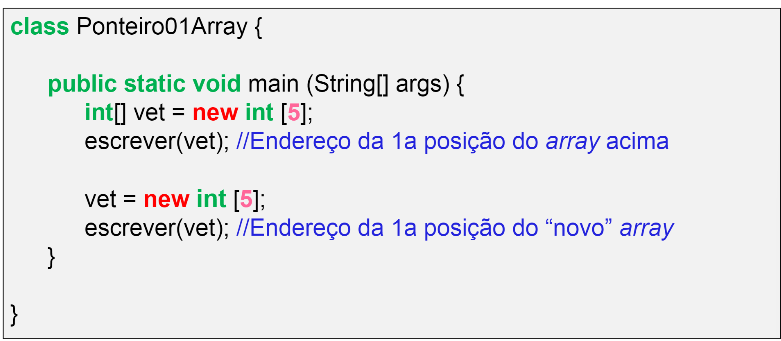 class Ponteiro01Array {
public static void main (String[] args) {
int[] vet = new int [5];
escrever(vet); //Endereço da 1a posição do array acima
vet = new int [5];
escrever(vet); //Endereço da 1a posição do “novo” array
}
}